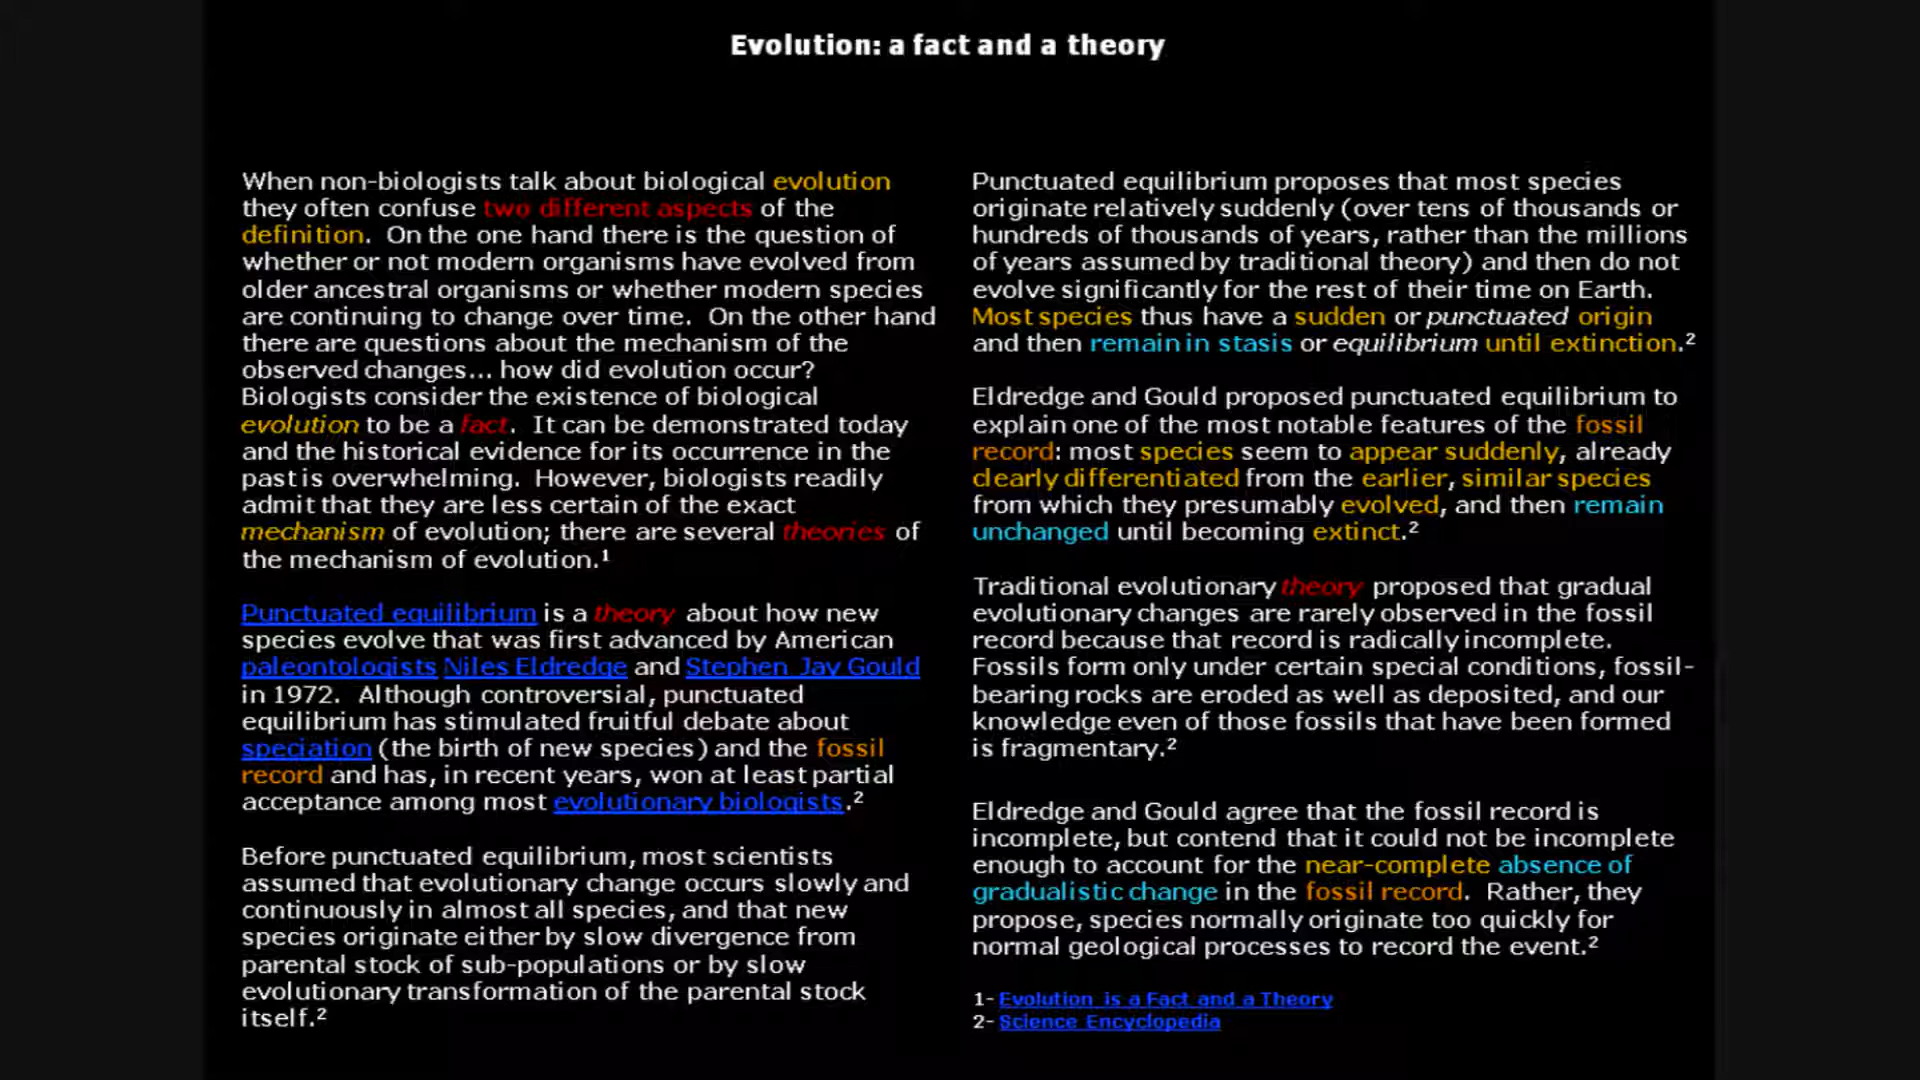 Evolution: a fact and a theory
When non-biologists talk about biological evolution
they often confuse two different aspects of the
definition.  On the one hand there is the question of
whether or not modern organisms have evolved from
older ancestral organisms or whether modern species
are continuing to change over time.  On the other hand
there are questions about the mechanism of the
observed changes... how did evolution occur?
Biologists consider the existence of biological
evolution to be a fact.  It can be demonstrated today
and the historical evidence for its occurrence in the
past is overwhelming.  However, biologists readily
admit that they are less certain of the exact
mechanism of evolution; there are several theories of
the mechanism of evolution.¹
Punctuated equilibrium is a theory about how new
species evolve that was first advanced by American
paleontologists Niles Eldredge and Stephen Jay Gould
in 1972.  Although controversial, punctuated
equilibrium has stimulated fruitful debate about
speciation (the birth of new species) and the fossil
record and has, in recent years, won at least partial
acceptance among most evolutionary biologists.²
Before punctuated equilibrium, most scientists
assumed that evolutionary change occurs slowly and
continuously in almost all species, and that new
species originate either by slow divergence from
parental stock of sub-populations or by slow
evolutionary transformation of the parental stock
itself.²
Punctuated equilibrium proposes that most species
originate relatively suddenly (over tens of thousands or
hundreds of thousands of years, rather than the millions
of years assumed by traditional theory) and then do not
evolve significantly for the rest of their time on Earth.
Most species thus have a sudden or punctuated origin
and then remain in stasis or equilibrium until extinction.²
Eldredge and Gould proposed punctuated equilibrium to
explain one of the most notable features of the fossil
record: most species seem to appear suddenly, already
clearly differentiated from the earlier, similar species
from which they presumably evolved, and then remain
unchanged until becoming extinct.²
Traditional evolutionary theory proposed that gradual
evolutionary changes are rarely observed in the fossil
record because that record is radically incomplete.
Fossils form only under certain special conditions, fossil-
bearing rocks are eroded as well as deposited, and our
knowledge even of those fossils that have been formed
is fragmentary.²
Eldredge and Gould agree that the fossil record is
incomplete, but contend that it could not be incomplete
enough to account for the near-complete absence of
gradualistic change in the fossil record.  Rather, they
propose, species normally originate too quickly for
normal geological processes to record the event.²
1- Evolution is a Fact and a Theory
2- Science Encyclopedia